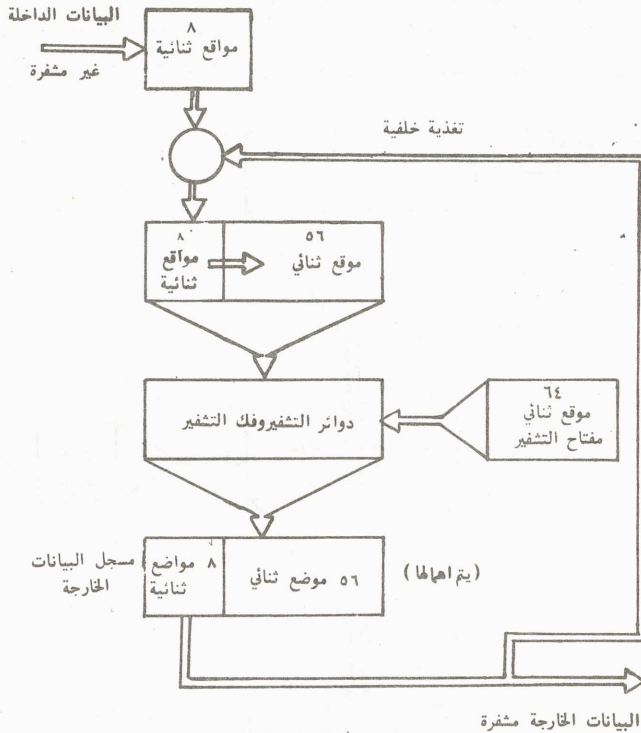 البيانات الداخلة
غير مشفرة
٨
مواقع ثنائية
تغذية خلفية
٨
مواقع
ثنائية
٥٦
موقع ثنائي
دوائر التشفيروفك التشفير
٦٤
موقع ثنائي
مفتاح التشفير
مسجل البيانات
الخارجة
٨ مواضع
ثنائية
٥٦ موضع ثنائي
(يتم اهمالها)
البيانات الخارجة مشفرة